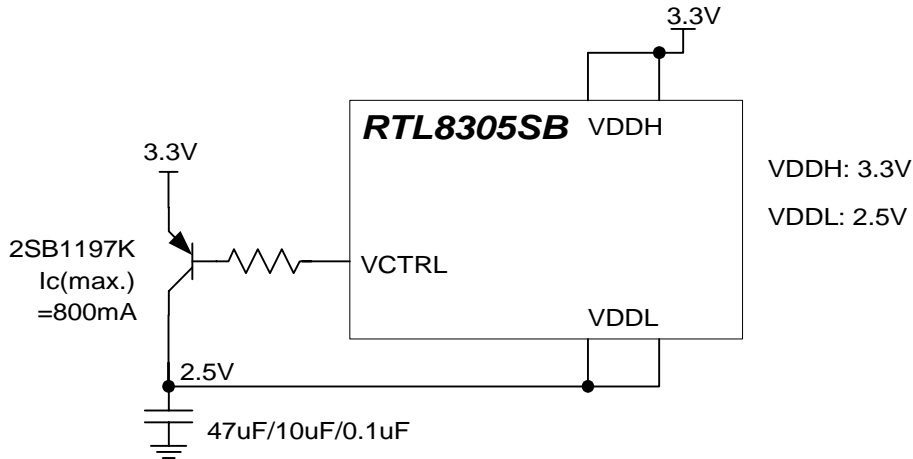 3.3V
RTL8305SB
VDDH
3.3V
VDDH: 3.3V
VDDL: 2.5V
2SB1197K
Ic(max.)
=800mA
VCTRL
VDDL
2.5V
47uF/10uF/0.1uF